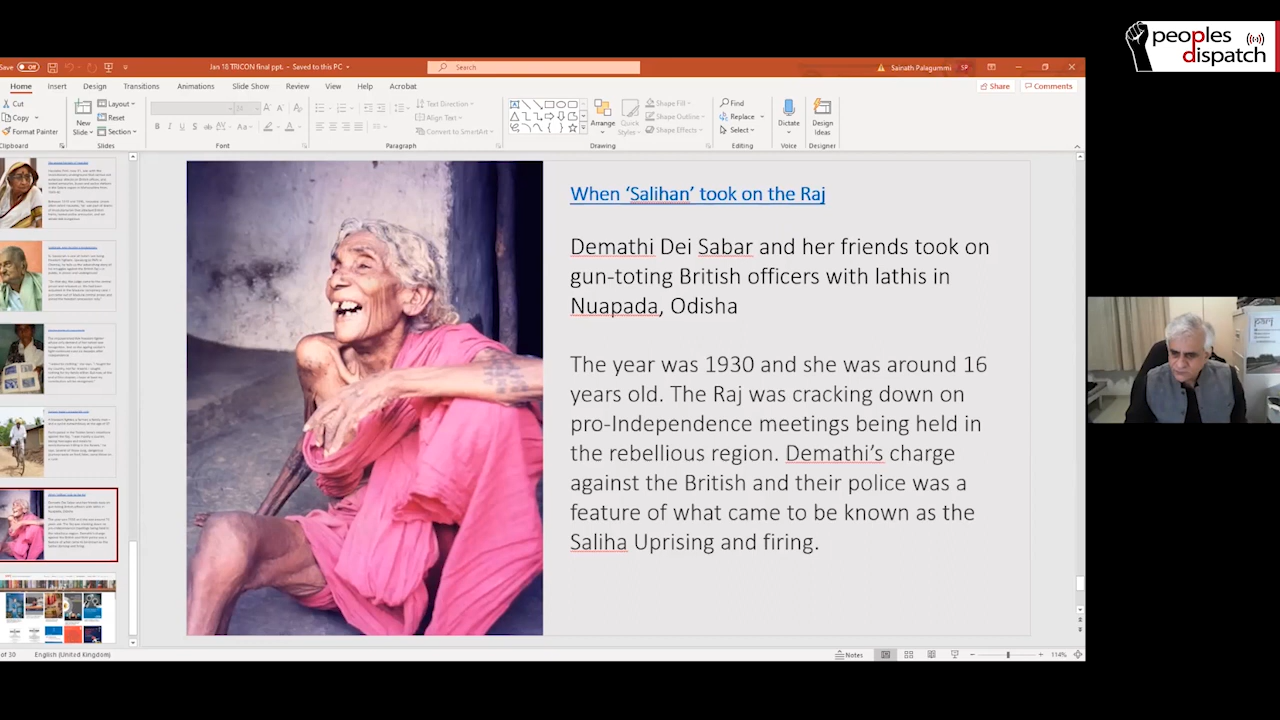 peoples
dispatch
Save Off
Jan 18 TRICON final ppt. - Saved to this PC
Search
Sainath Palagummi SP
Home Insert Design Transitions Animations Slide Show Review View Help Acrobat
Share Comments
Cut
Copy
Format Painter
Clipboard
New
Slide
Layout
Reset
Section
Slides
Font
Text Direction
Align Text
Convert to SmartArt
Paragraph
Arrange
Quick
Styles
Shape Fill
Shape Outline
Shape Effects
Drawing
Find
Replace
Select
Editing
Dictate
Voice
Design
Ideas
Designer
When ‘Salihan’ took on the Raj
Demathi Dei Sabar and her friends took on
gun-toting British officers with lathis in
Nuapada, Odisha
The year was 1930 and she was around 16
years old. The Raj was cracking down on
pro-Independence meetings being held in
the rebellious region. Demathi’s charge
against the British and their police was a
feature of what came to be known as the
Saliha Uprising and firing.
pari
of 30 English (United Kingdom)
Notes
114%